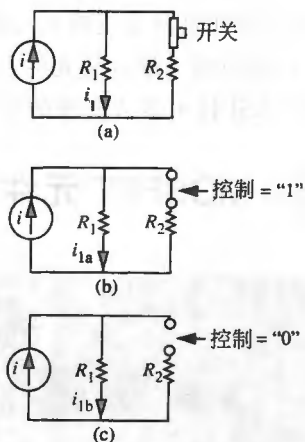 开关
i R₁ R₂
i₁
(a)
控制="1"
i R₁ R₂
i₁ₐ
(b)
控制="0"
i R₁ R₂
i₁b
(c)